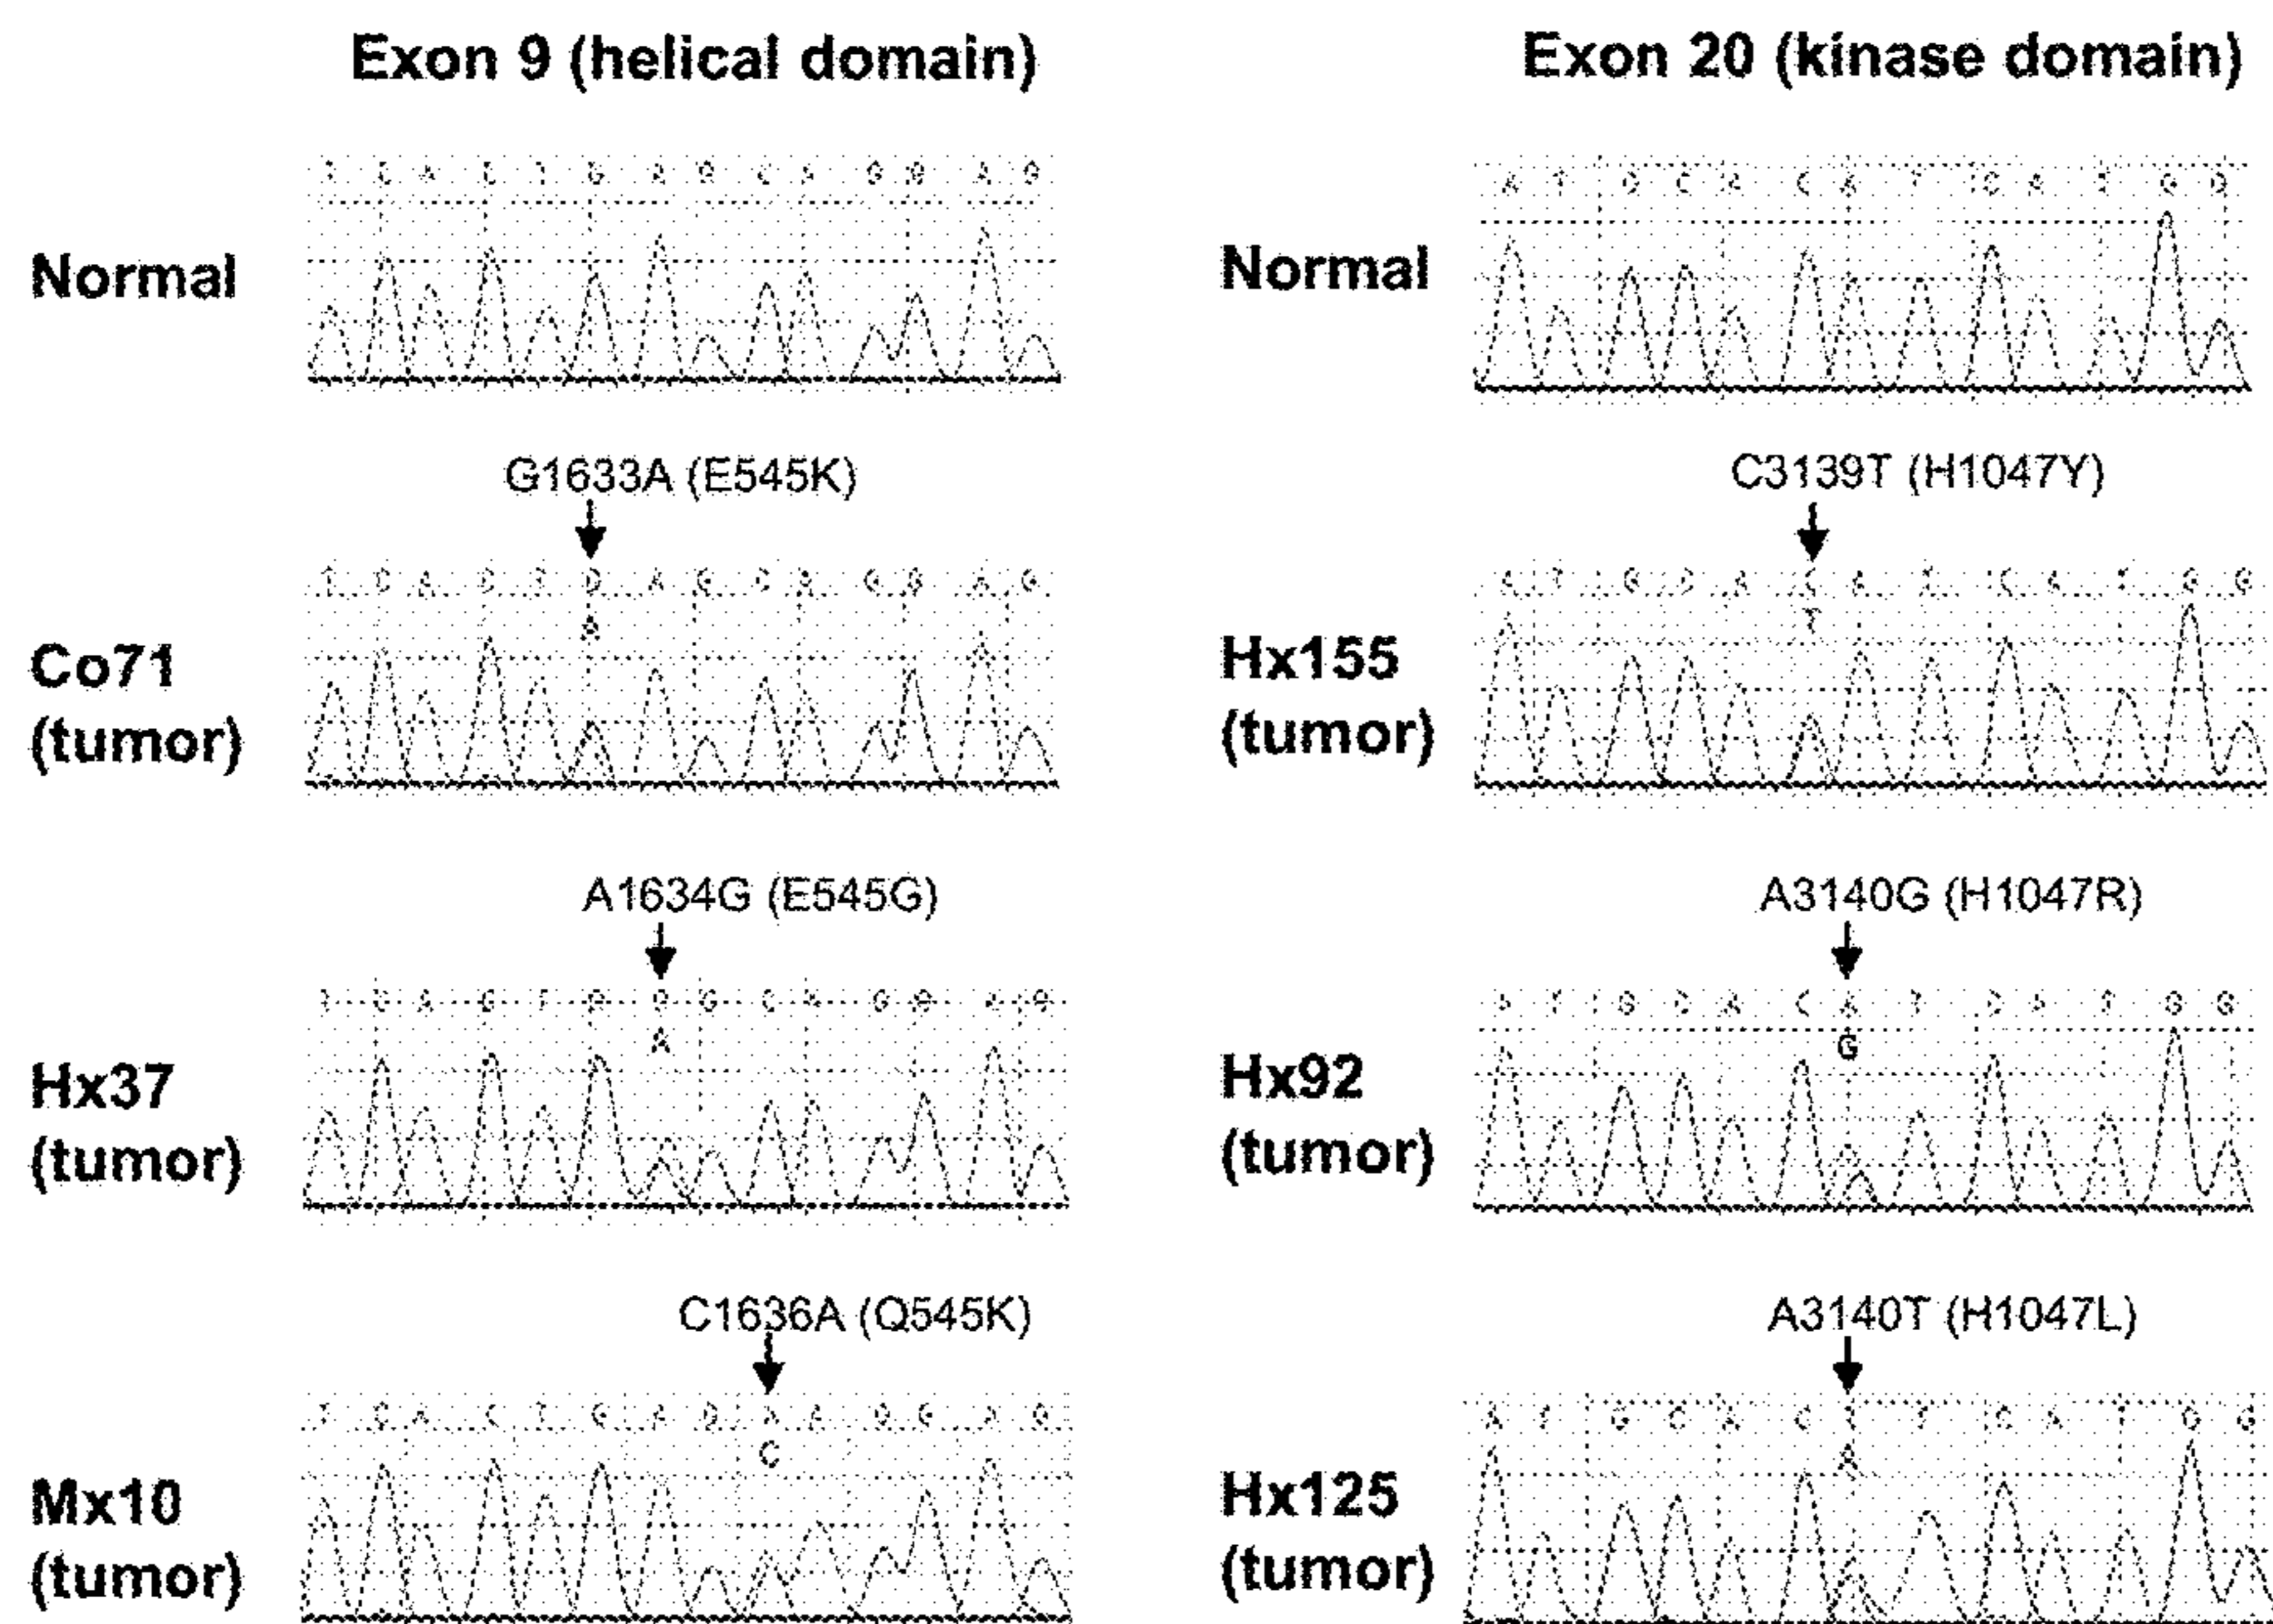 Exon 9 (helical domain)
Exon 20 (kinase domain)
Normal
Normal
G1633A (E545K)
C3139T (H1047Y)
A
T
Co71
(tumor)
Hx155
(tumor)
A1634G (E545G)
A3140G (H1047R)
A
G
Hx37
(tumor)
Hx92
(tumor)
C1636A (Q545K)
A3140T (H1047L)
C
A
Mx10
(tumor)
Hx125
(tumor)